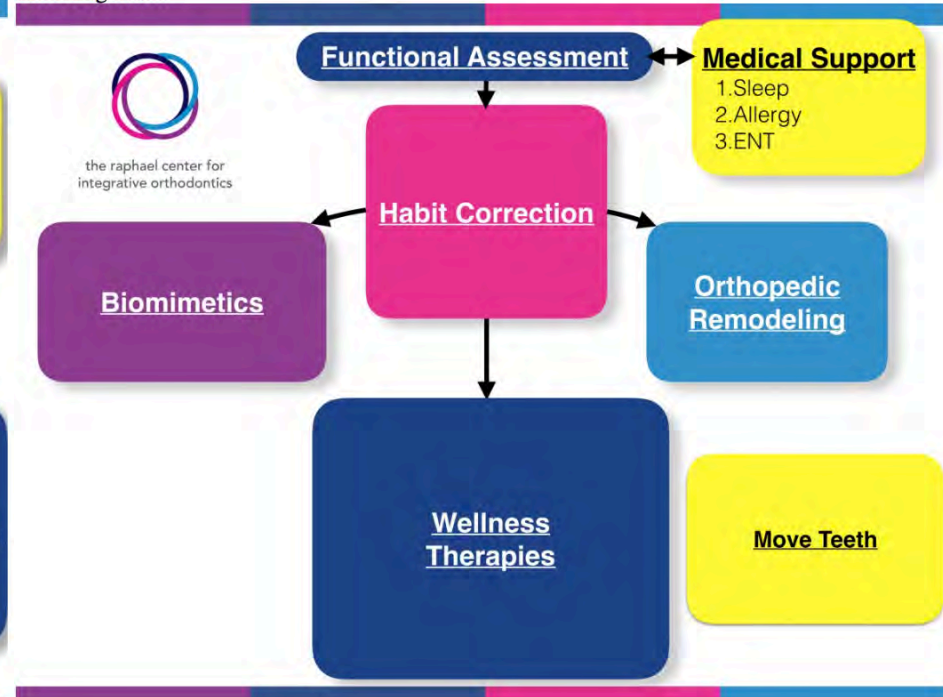 Functional Assessment
Medical Support
1.Sleep
2.Allergy
3.ENT
the raphael center for
integrative orthodontics
Habit Correction
Biomimetics
Orthopedic
Remodeling
Wellness
Therapies
Move Teeth